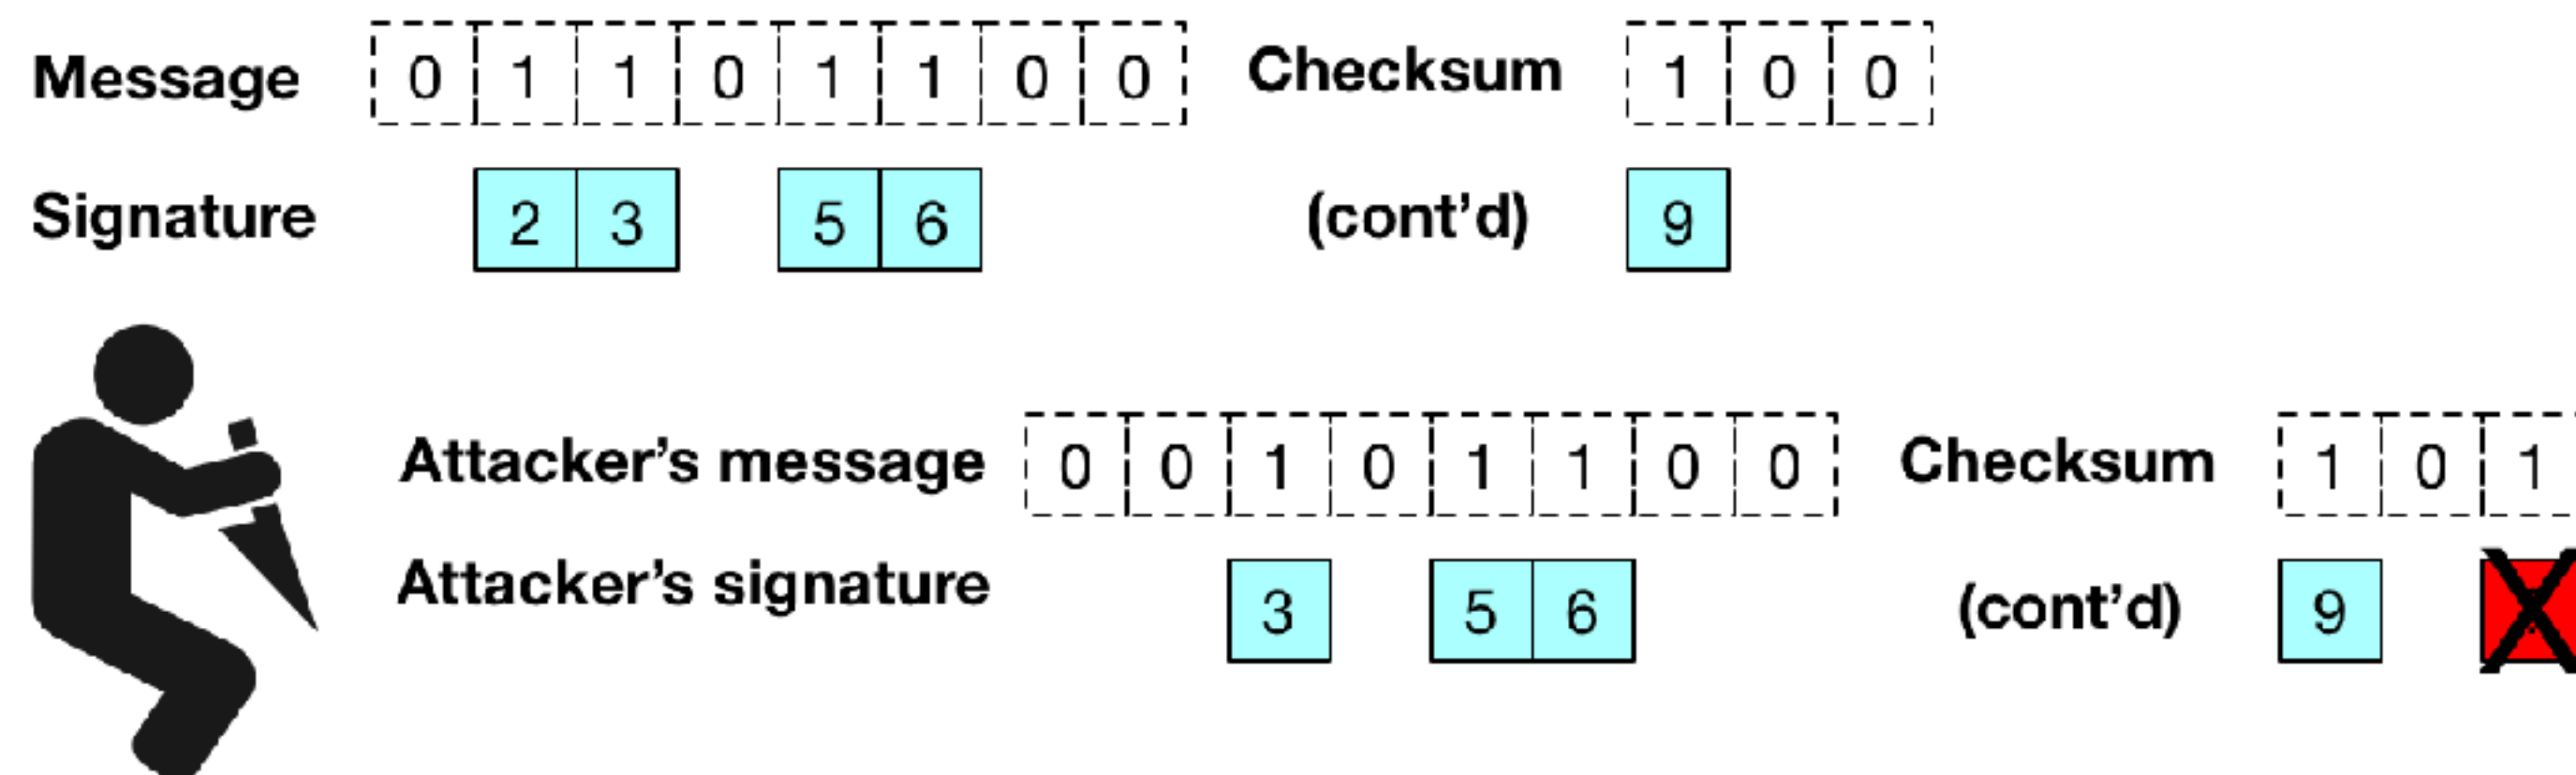 Message 0 1 1 0 1 1 0 0 Checksum 1 0 0
Signature 2 3 5 6 (cont’d) 9
Attacker’s message 0 0 1 0 1 1 0 0 Checksum 1 0 1
Attacker’s signature 3 5 6 (cont’d) 9